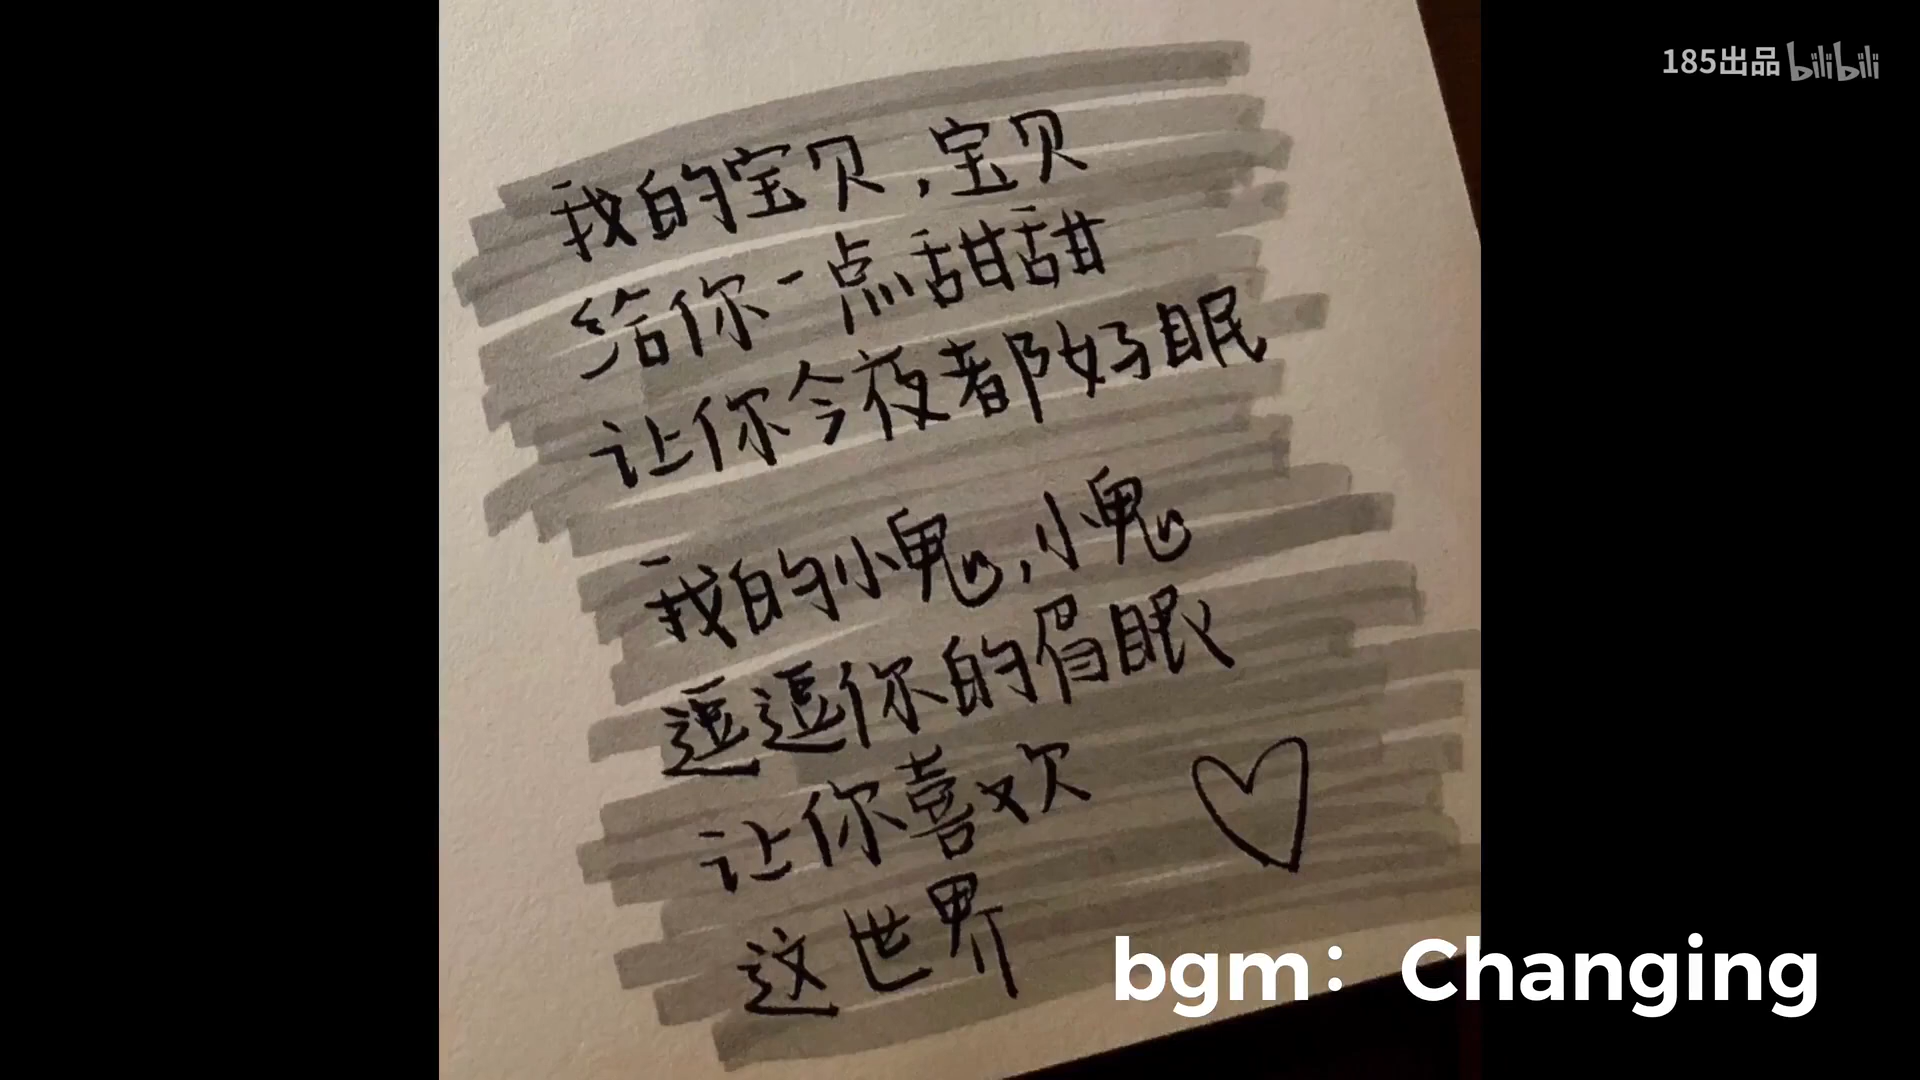 185出品 bilibili
我的宝贝,宝贝
给你一点甜甜
让你今夜都好眠
我的小鬼,小鬼
逗逗你的眉眼
让你喜欢
这世界
bgm：Changing